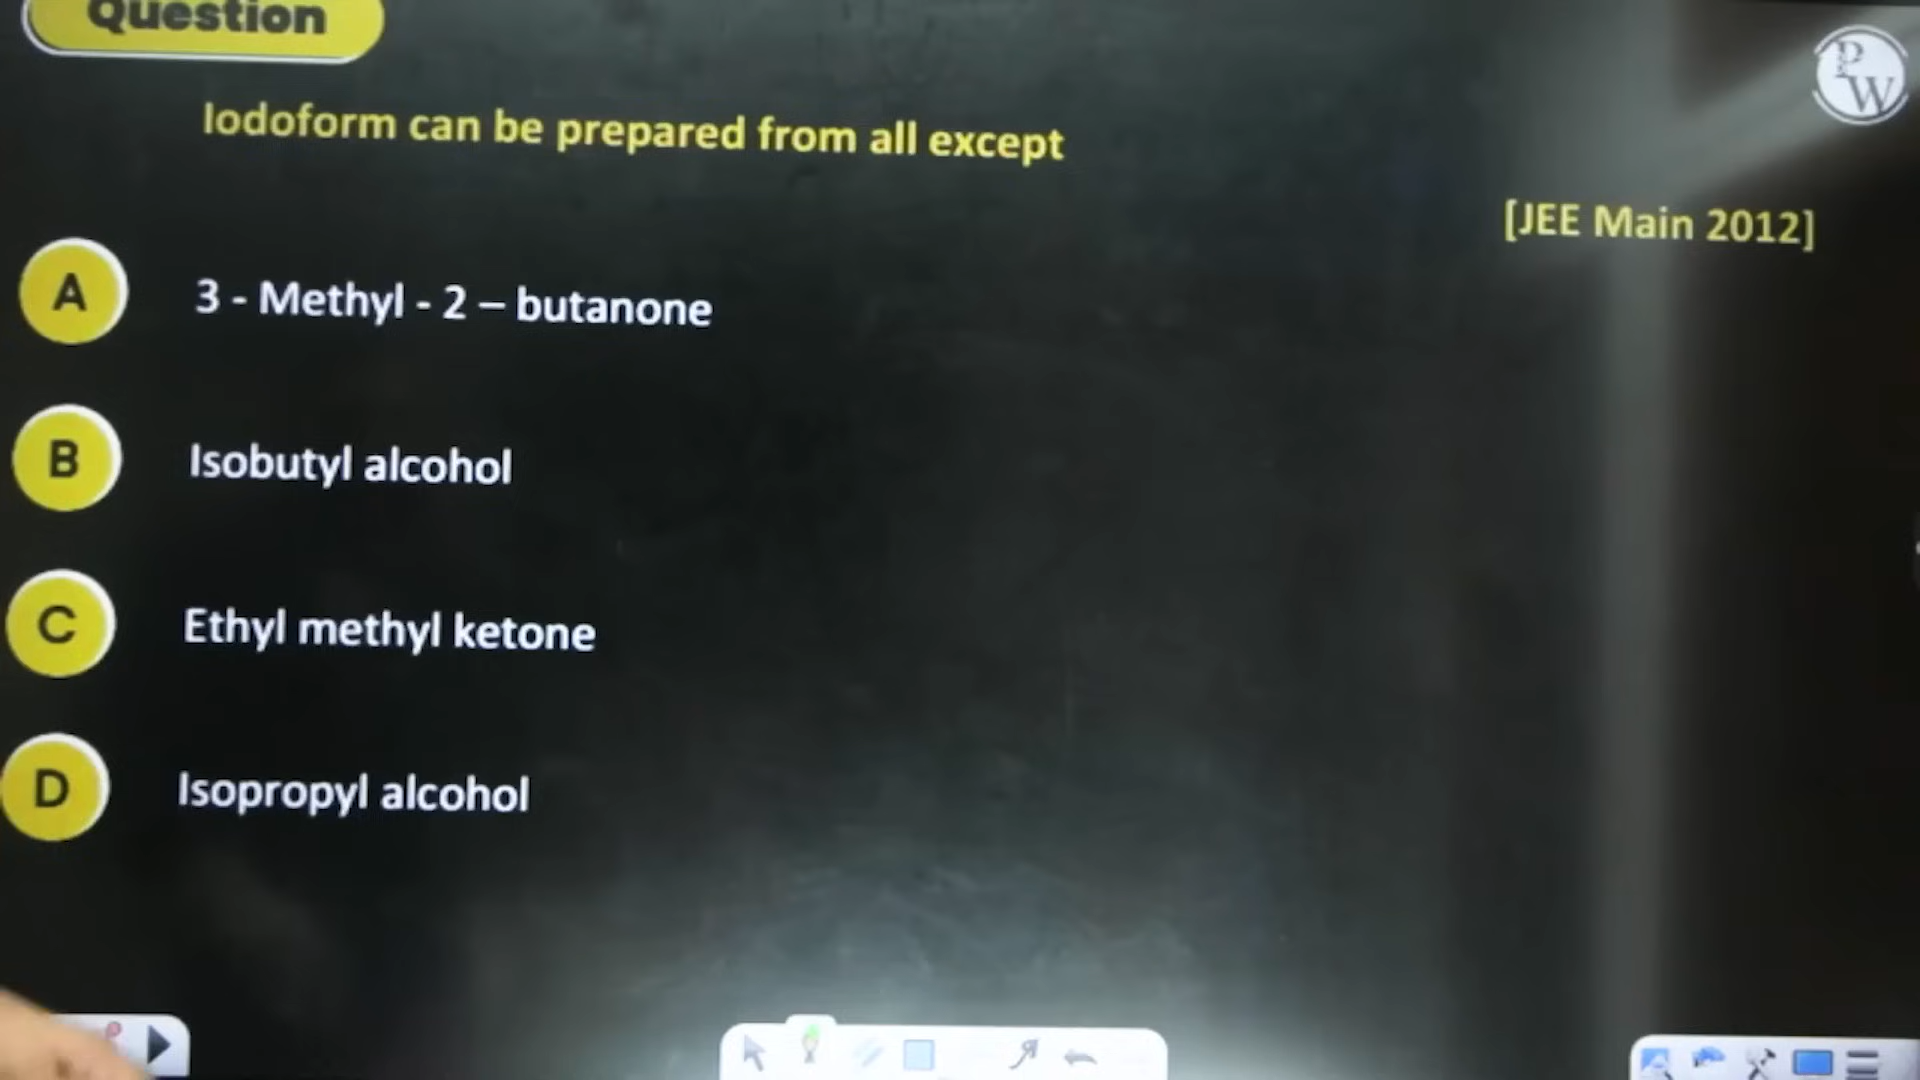 Question
Iodoform can be prepared from all except
[JEE Main 2012]
A 3 - Methyl - 2 – butanone
B Isobutyl alcohol
C Ethyl methyl ketone
D Isopropyl alcohol
PW